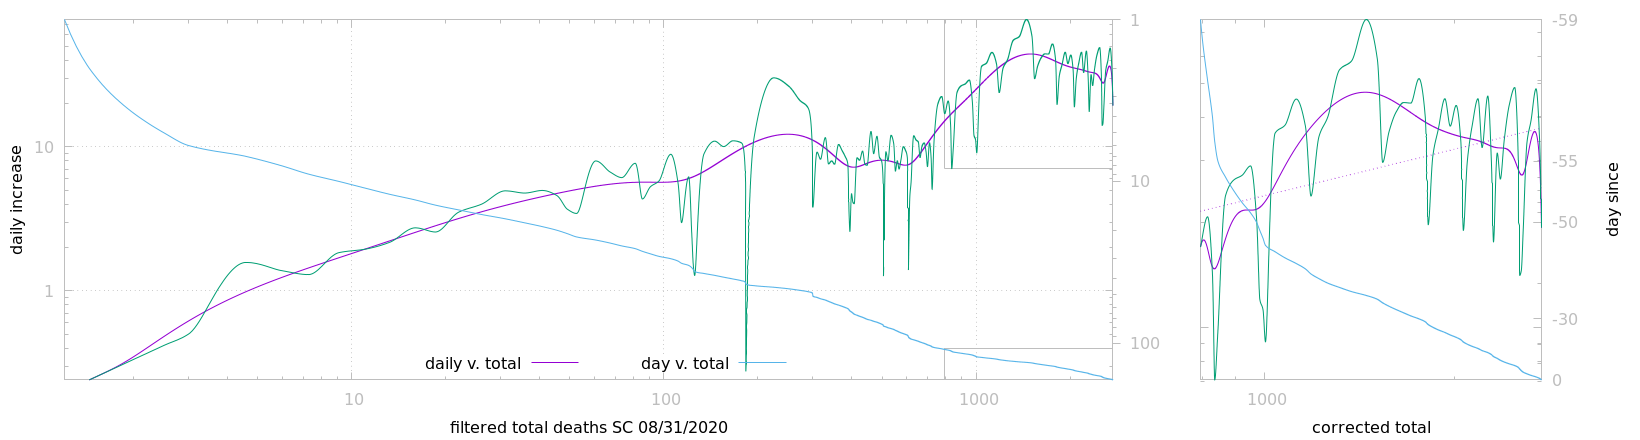 1
-59
daily increase
10
10
-55
-50
day since
1
-30
daily v. total
day v. total
100
0
10
100
1000
1000
filtered total deaths SC 08/31/2020
corrected total